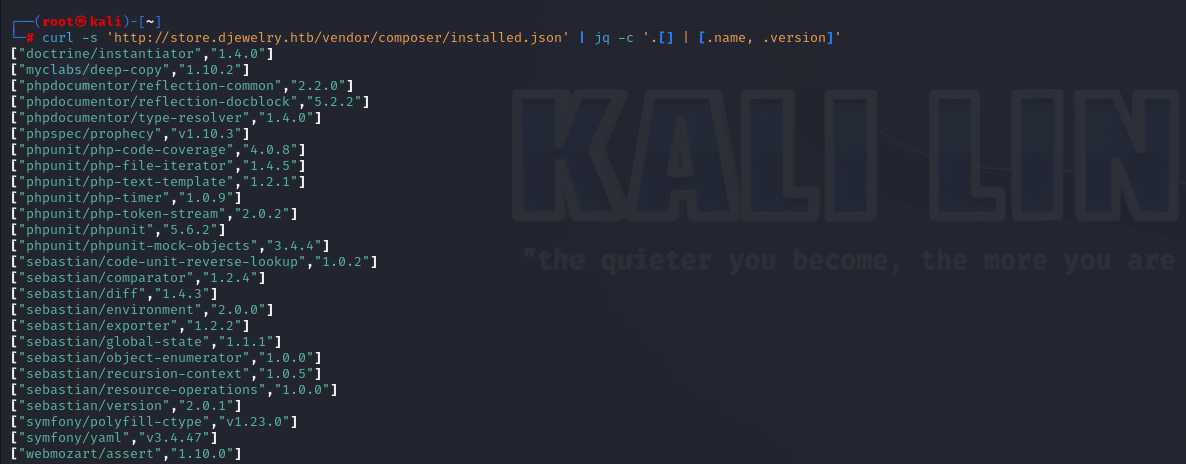 ┌──(root㉿kali)-[~]
└─# curl -s 'http://store.djewelry.htb/vendor/composer/installed.json' | jq -c '.[] | [.name, .version]'
["doctrine/instantiator","1.4.0"]
["myclabs/deep-copy","1.10.2"]
["phpdocumentor/reflection-common","2.2.0"]
["phpdocumentor/reflection-docblock","5.2.2"]
["phpdocumentor/type-resolver","1.4.0"]
["phpspec/prophecy","v1.10.3"]
["phpunit/php-code-coverage","4.0.8"]
["phpunit/php-file-iterator","1.4.5"]
["phpunit/php-text-template","1.2.1"]
["phpunit/php-timer","1.0.9"]
["phpunit/php-token-stream","2.0.2"]
["phpunit/phpunit","5.6.2"]
["phpunit/phpunit-mock-objects","3.4.4"]
["sebastian/code-unit-reverse-lookup","1.0.2"]
["sebastian/comparator","1.2.4"]
["sebastian/diff","1.4.3"]
["sebastian/environment","2.0.0"]
["sebastian/exporter","1.2.2"]
["sebastian/global-state","1.1.1"]
["sebastian/object-enumerator","1.0.0"]
["sebastian/recursion-context","1.0.5"]
["sebastian/resource-operations","1.0.0"]
["sebastian/version","2.0.1"]
["symfony/polyfill-ctype","v1.23.0"]
["symfony/yaml","v3.4.47"]
["webmozart/assert","1.10.0"]
KALI LIN
"the quieter you become, the more you are